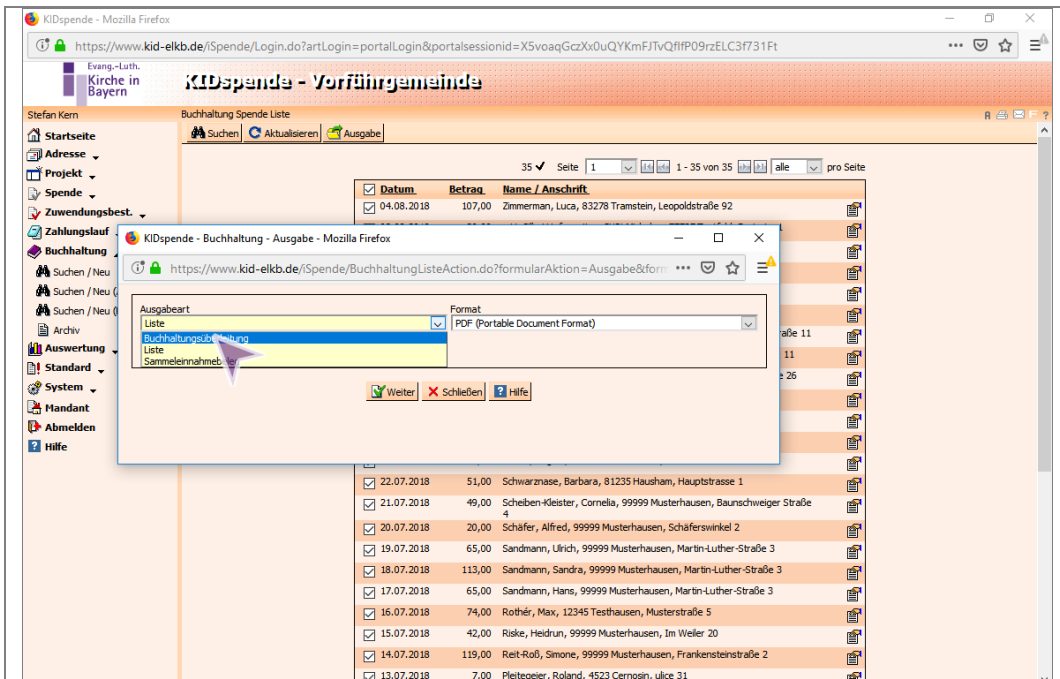 KIDspende - Mozilla Firefox
https://www.kid-elkb.de/iSpende/Login.do?artLogin=portalLogin&portalsessionid=X5voaqGczXx0uQYKmFJTvQfIfP09rzELC3f731Ft
Evang.-Luth.
Kirche in
Bayern
KIDspende - Vorführgemeinde
Stefan Kern
Buchhaltung Spende Liste
Suchen Aktualisieren Ausgabe
Startseite
Adresse
Projekt
Spende
Zuwendungsbest.
Zahlungslauf
Buchhaltung
Suchen / Neu
Suchen / Neu
Suchen / Neu
Archiv
Auswertung
Standard
System
Mandant
Abmelden
Hilfe
35 Seite 1 1 - 35 von 35 alle pro Seite
Datum Betrag Name / Anschrift
04.08.2018 107,00 Zimmerman, Luca, 83278 Tramstein, Leopoldstraße 92
KIDspende - Buchhaltung - Ausgabe - Mozilla Firefox
https://www.kid-elkb.de/iSpende/BuchhaltungListeAction.do?formularAktion=Ausgabe&form
Ausgabeart Format
Liste PDF (Portable Document Format)
Buchhaltungsüberleitung
Liste
Weiter Schließen Hilfe
aße 11
11
e 26
22.07.2018 51,00 Schwarznase, Barbara, 81235 Hausham, Hauptstrasse 1
21.07.2018 49,00 Scheiben-Kleister, Cornelia, 99999 Musterhausen, Baunschweiger Straße
4
20.07.2018 20,00 Schäfer, Alfred, 99999 Musterhausen, Schäferswinkel 2
19.07.2018 65,00 Sandmann, Ulrich, 99999 Musterhausen, Martin-Luther-Straße 3
18.07.2018 113,00 Sandmann, Sandra, 99999 Musterhausen, Martin-Luther-Straße 3
17.07.2018 65,00 Sandmann, Hans, 99999 Musterhausen, Martin-Luther-Straße 3
16.07.2018 74,00 Rothér, Max, 12345 Testhausen, Musterstraße 5
15.07.2018 42,00 Riske, Heidrun, 99999 Musterhausen, Im Weiler 20
14.07.2018 119,00 Reit-Roß, Simone, 99999 Musterhausen, Frankensteinstraße 2
13.07.2018 7,00 Pleitegeier, Roland, 4523 Cernosin, ulice 31